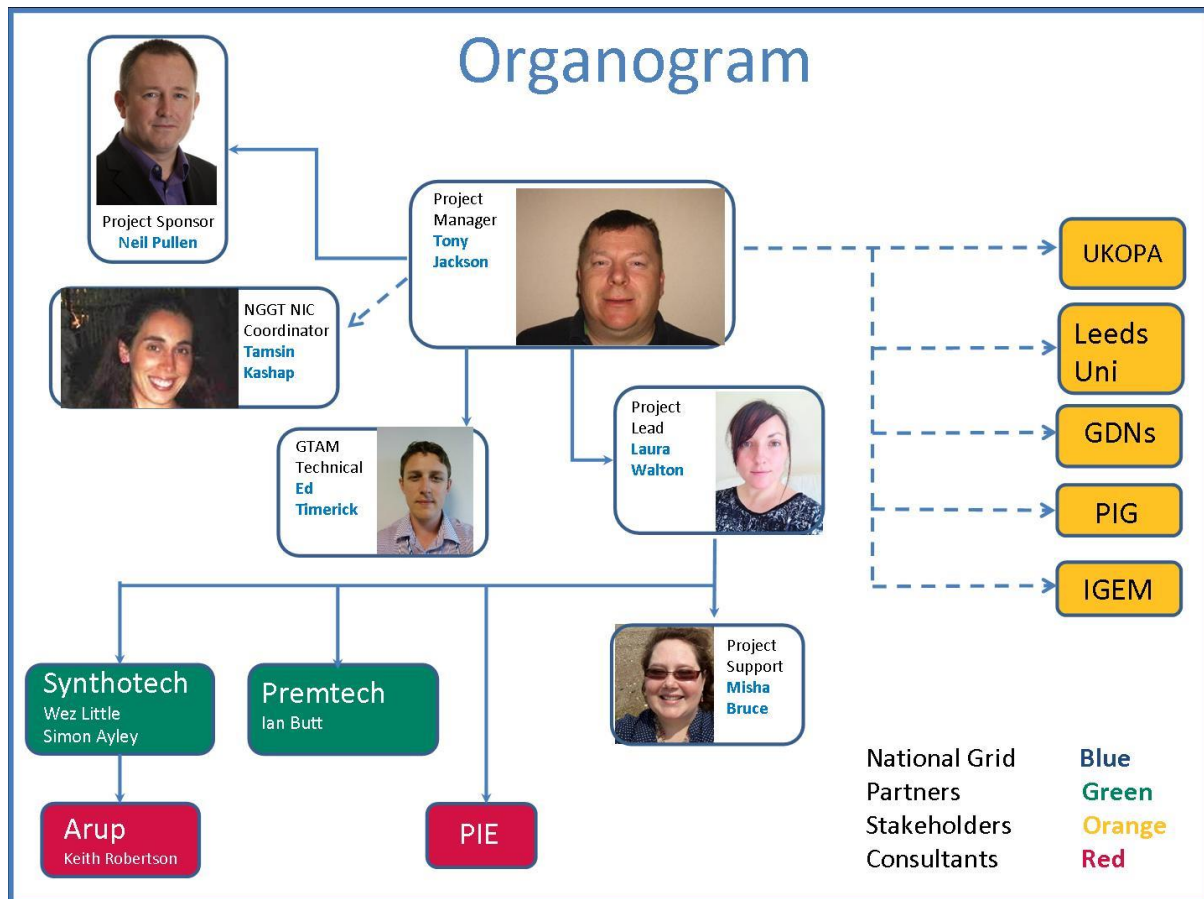 Organogram
Project Sponsor
Neil Pullen
Project
Manager
Tony
Jackson
NGGT NIC
Coordinator
Tamsin
Kashap
GTAM
Technical
Ed
Timerick
Project
Lead
Laura
Walton
UKOPA
Leeds
Uni
GDNs
PIG
IGEM
Project
Support
Misha
Bruce
Synthotech
Wez Little
Simon Ayley
Premtech
Ian Butt
Arup
Keith Robertson
PIE
National Grid Blue
Partners Green
Stakeholders Orange
Consultants Red